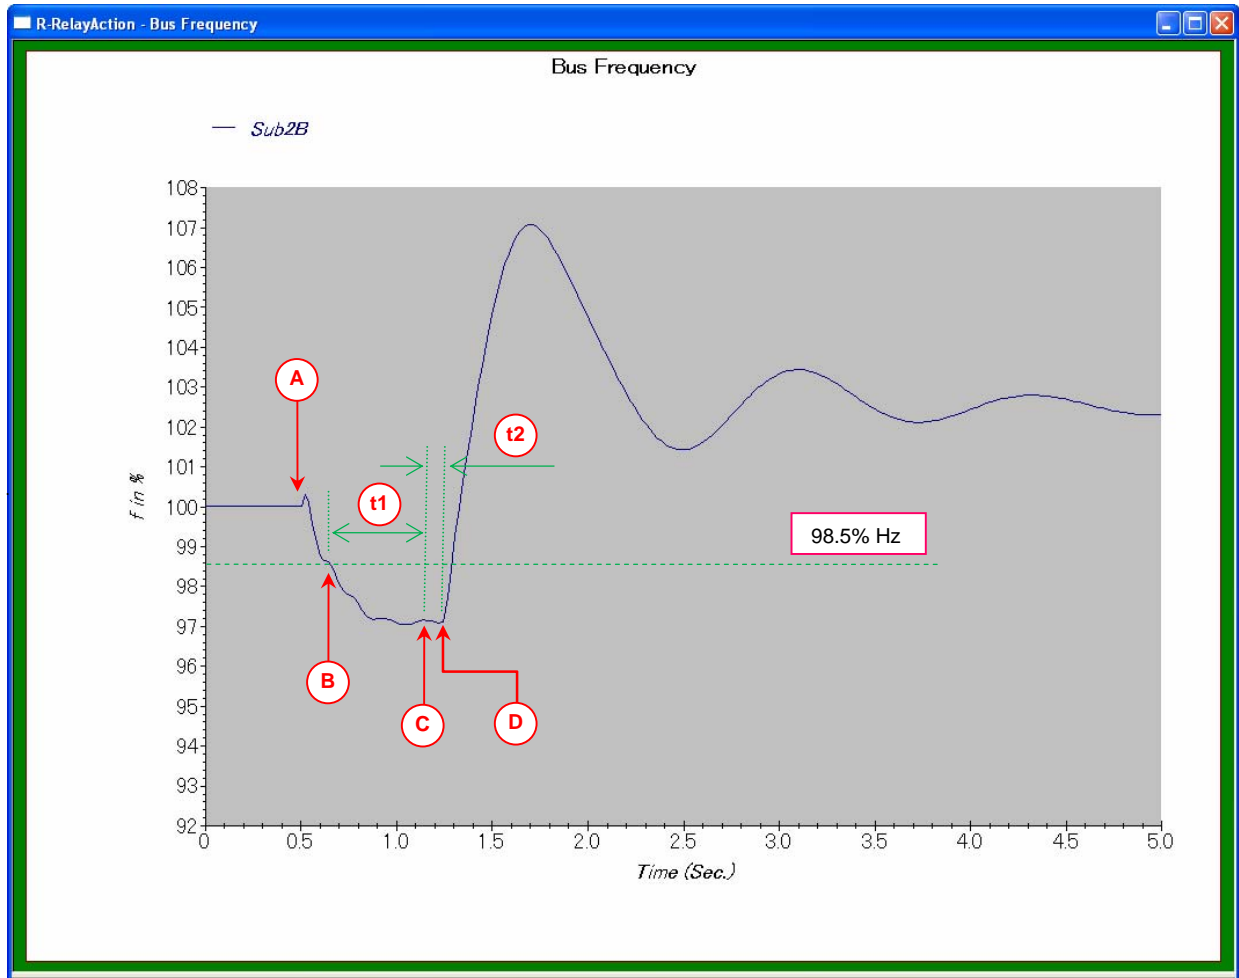 R-RelayAction - Bus Frequency
Bus Frequency
Sub2B
108
107
106
105
104
103
102
101
100
99
98
97
96
95
94
93
92
f in %
A
t2
t1
98.5% Hz
B
C
D
0 0.5 1.0 1.5 2.0 2.5 3.0 3.5 4.0 4.5 5.0
Time (Sec.)